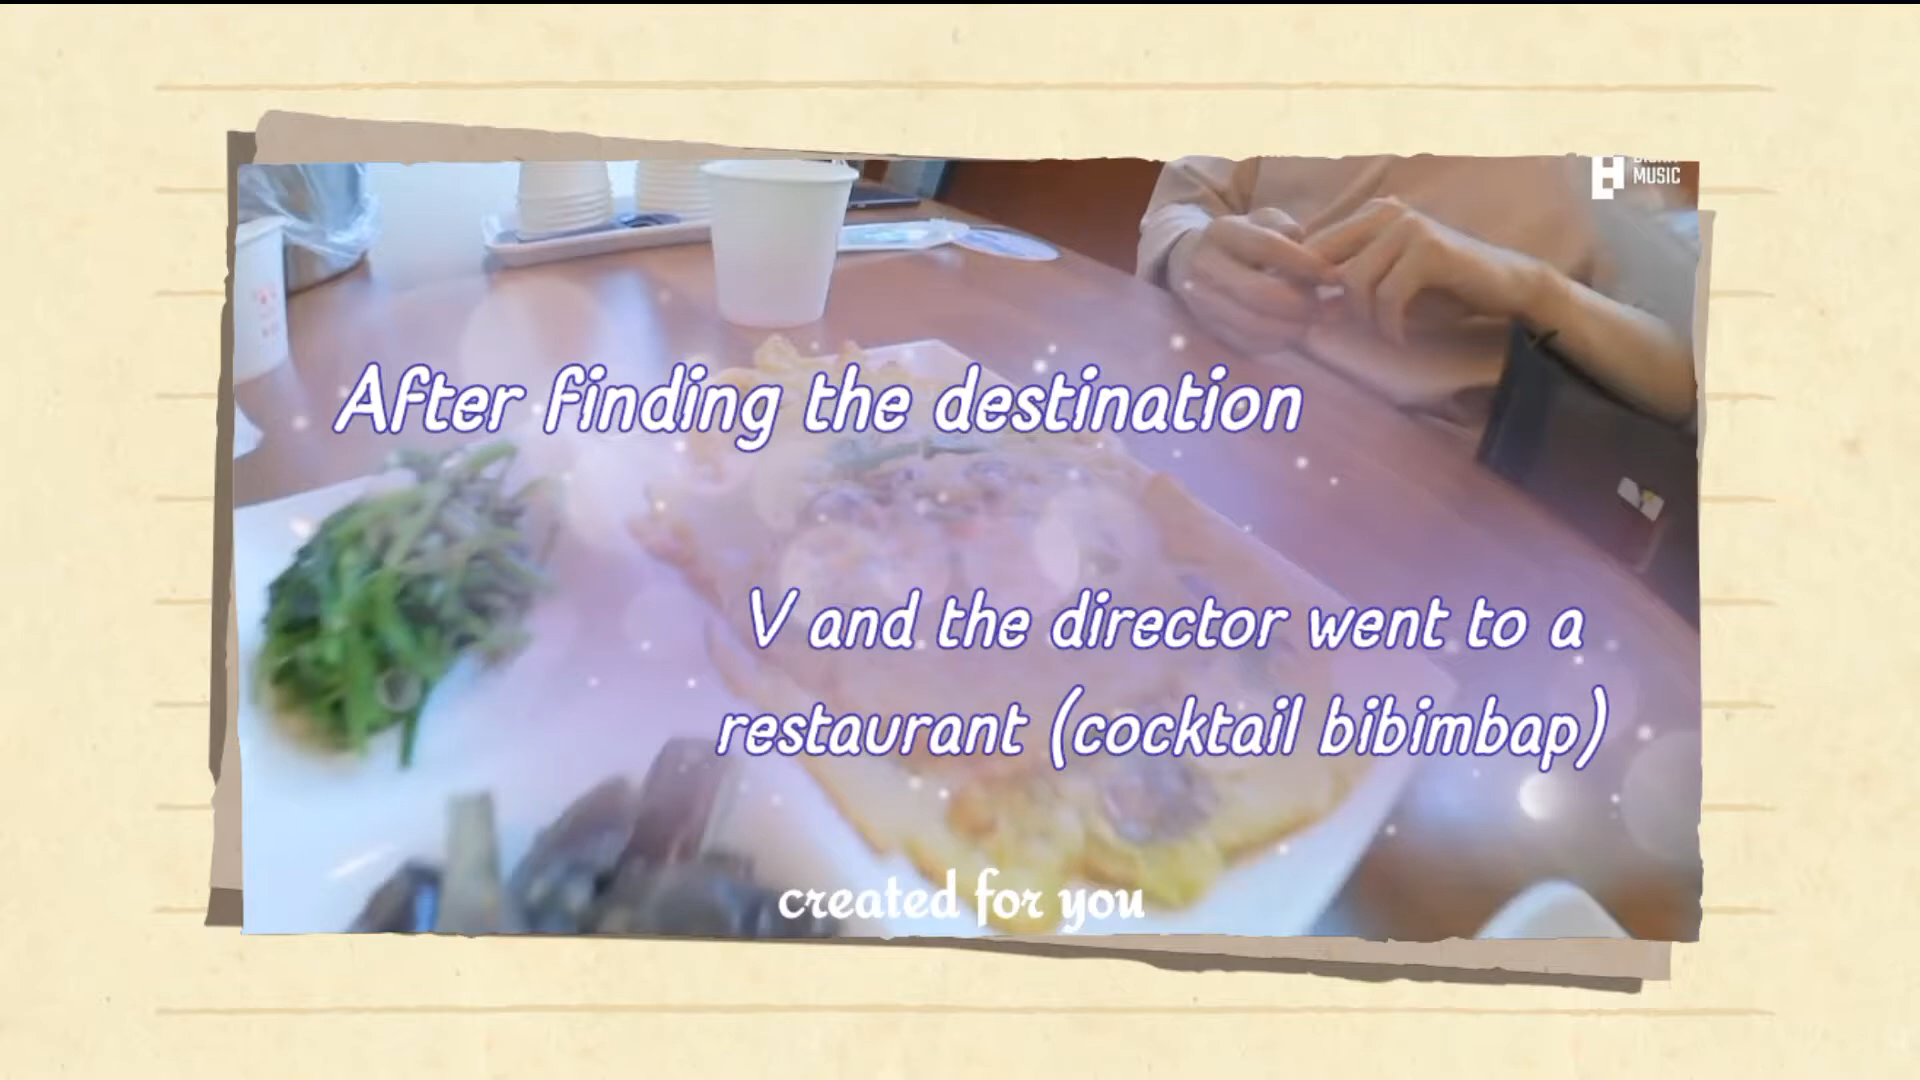 MUSIC
After finding the destination
V and the director went to a
restaurant (cocktail bibimbap)
created for you